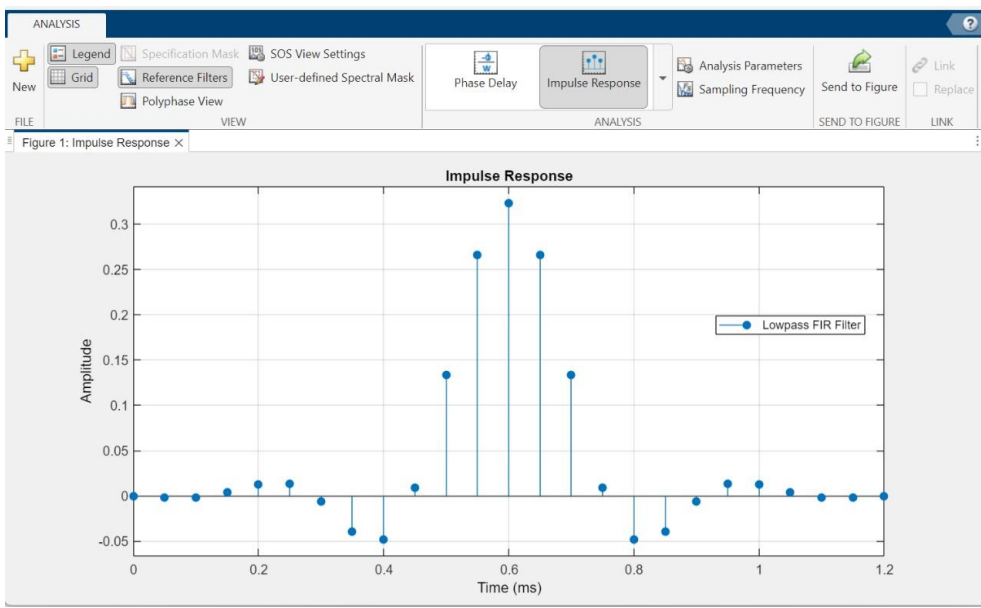 ANALYSIS
?
Legend
Specification Mask
SOS View Settings
Grid
Reference Filters
User-defined Spectral Mask
Polyphase View
New
Phase Delay
Impulse Response
Analysis Parameters
Sampling Frequency
Send to Figure
Link
Replace
FILE
VIEW
ANALYSIS
SEND TO FIGURE
LINK
Figure 1: Impulse Response ×
Impulse Response
0.3
0.25
0.2
0.15
0.1
0.05
0
-0.05
Amplitude
Lowpass FIR Filter
0 0.2 0.4 0.6 0.8 1 1.2
Time (ms)